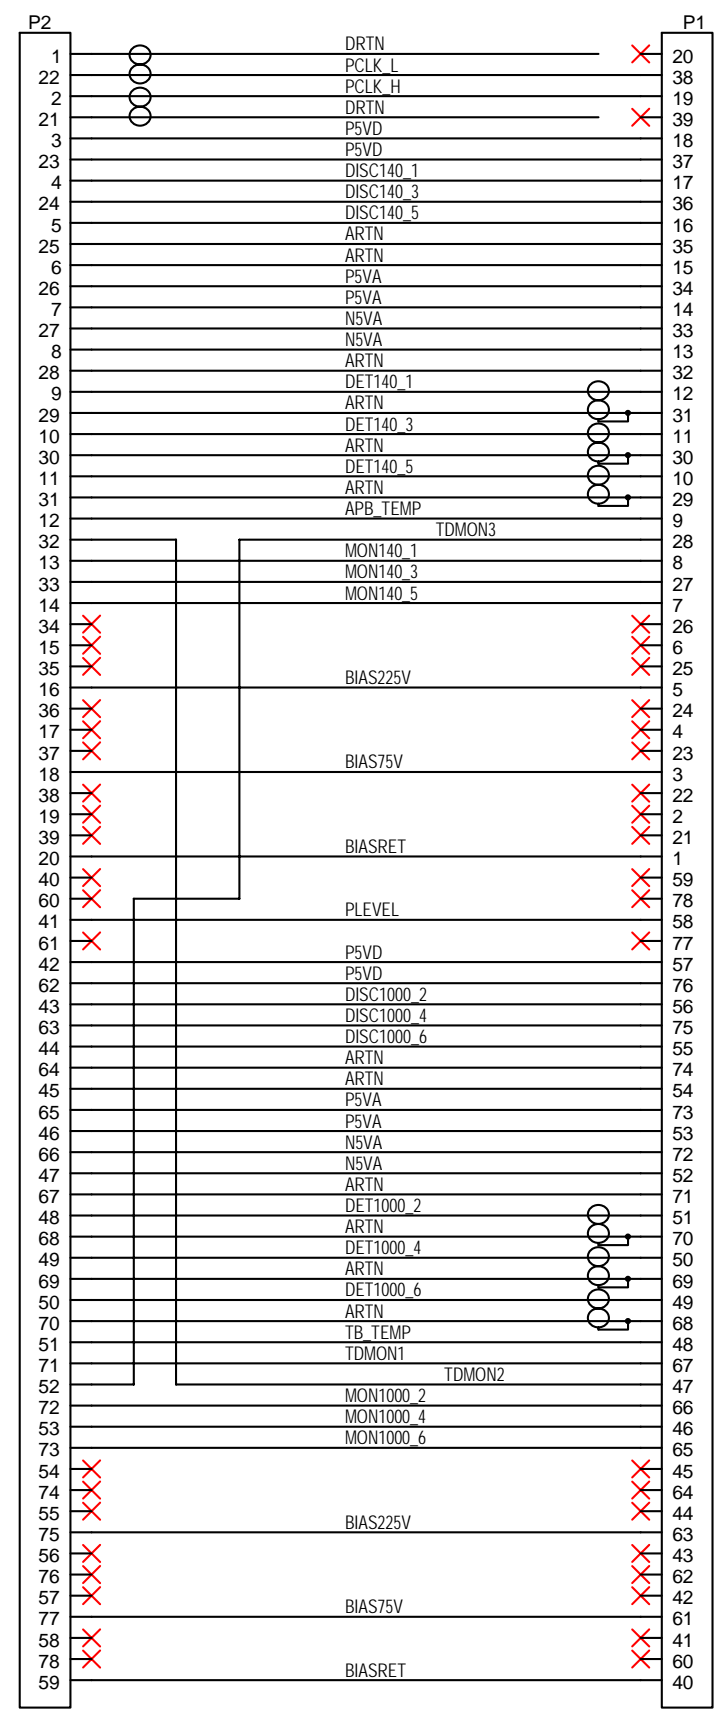 P2 P1
1 DRTN 20
22 PCLK_L 38
2 PCLK_H 19
21 DRTN 39
3 P5VD 18
23 P5VD 37
4 DISC140_1 17
24 DISC140_3 36
5 DISC140_5 16
25 ARTN 35
6 ARTN 15
26 P5VA 34
7 P5VA 14
27 N5VA 33
8 N5VA 13
28 ARTN 32
9 DET140_1 12
29 ARTN 31
10 DET140_3 11
30 ARTN 30
11 DET140_5 10
31 ARTN 29
12 APB_TEMP 9
32 TDMON3 28
13 MON140_1 8
33 MON140_3 27
14 MON140_5 7
34 26
15 6
35 25
16 BIAS225V 5
36 24
17 4
37 23
18 BIAS75V 3
38 22
19 2
39 21
20 BIASRET 1
40 59
60 78
41 PLEVEL 58
61 77
42 P5VD 57
62 P5VD 76
43 DISC1000_2 56
63 DISC1000_4 75
44 DISC1000_6 55
64 ARTN 74
45 ARTN 54
65 P5VA 73
46 P5VA 53
66 N5VA 72
47 N5VA 52
67 ARTN 71
48 DET1000_2 51
68 ARTN 70
49 DET1000_4 50
69 ARTN 69
50 DET1000_6 49
70 ARTN 68
51 TB_TEMP 48
71 TDMON1 67
52 TDMON2 47
72 MON1000_2 66
53 MON1000_4 46
73 MON1000_6 65
54 45
74 64
55 44
75 BIAS225V 63
56 43
76 62
57 42
77 BIAS75V 61
58 41
78 60
59 BIASRET 40